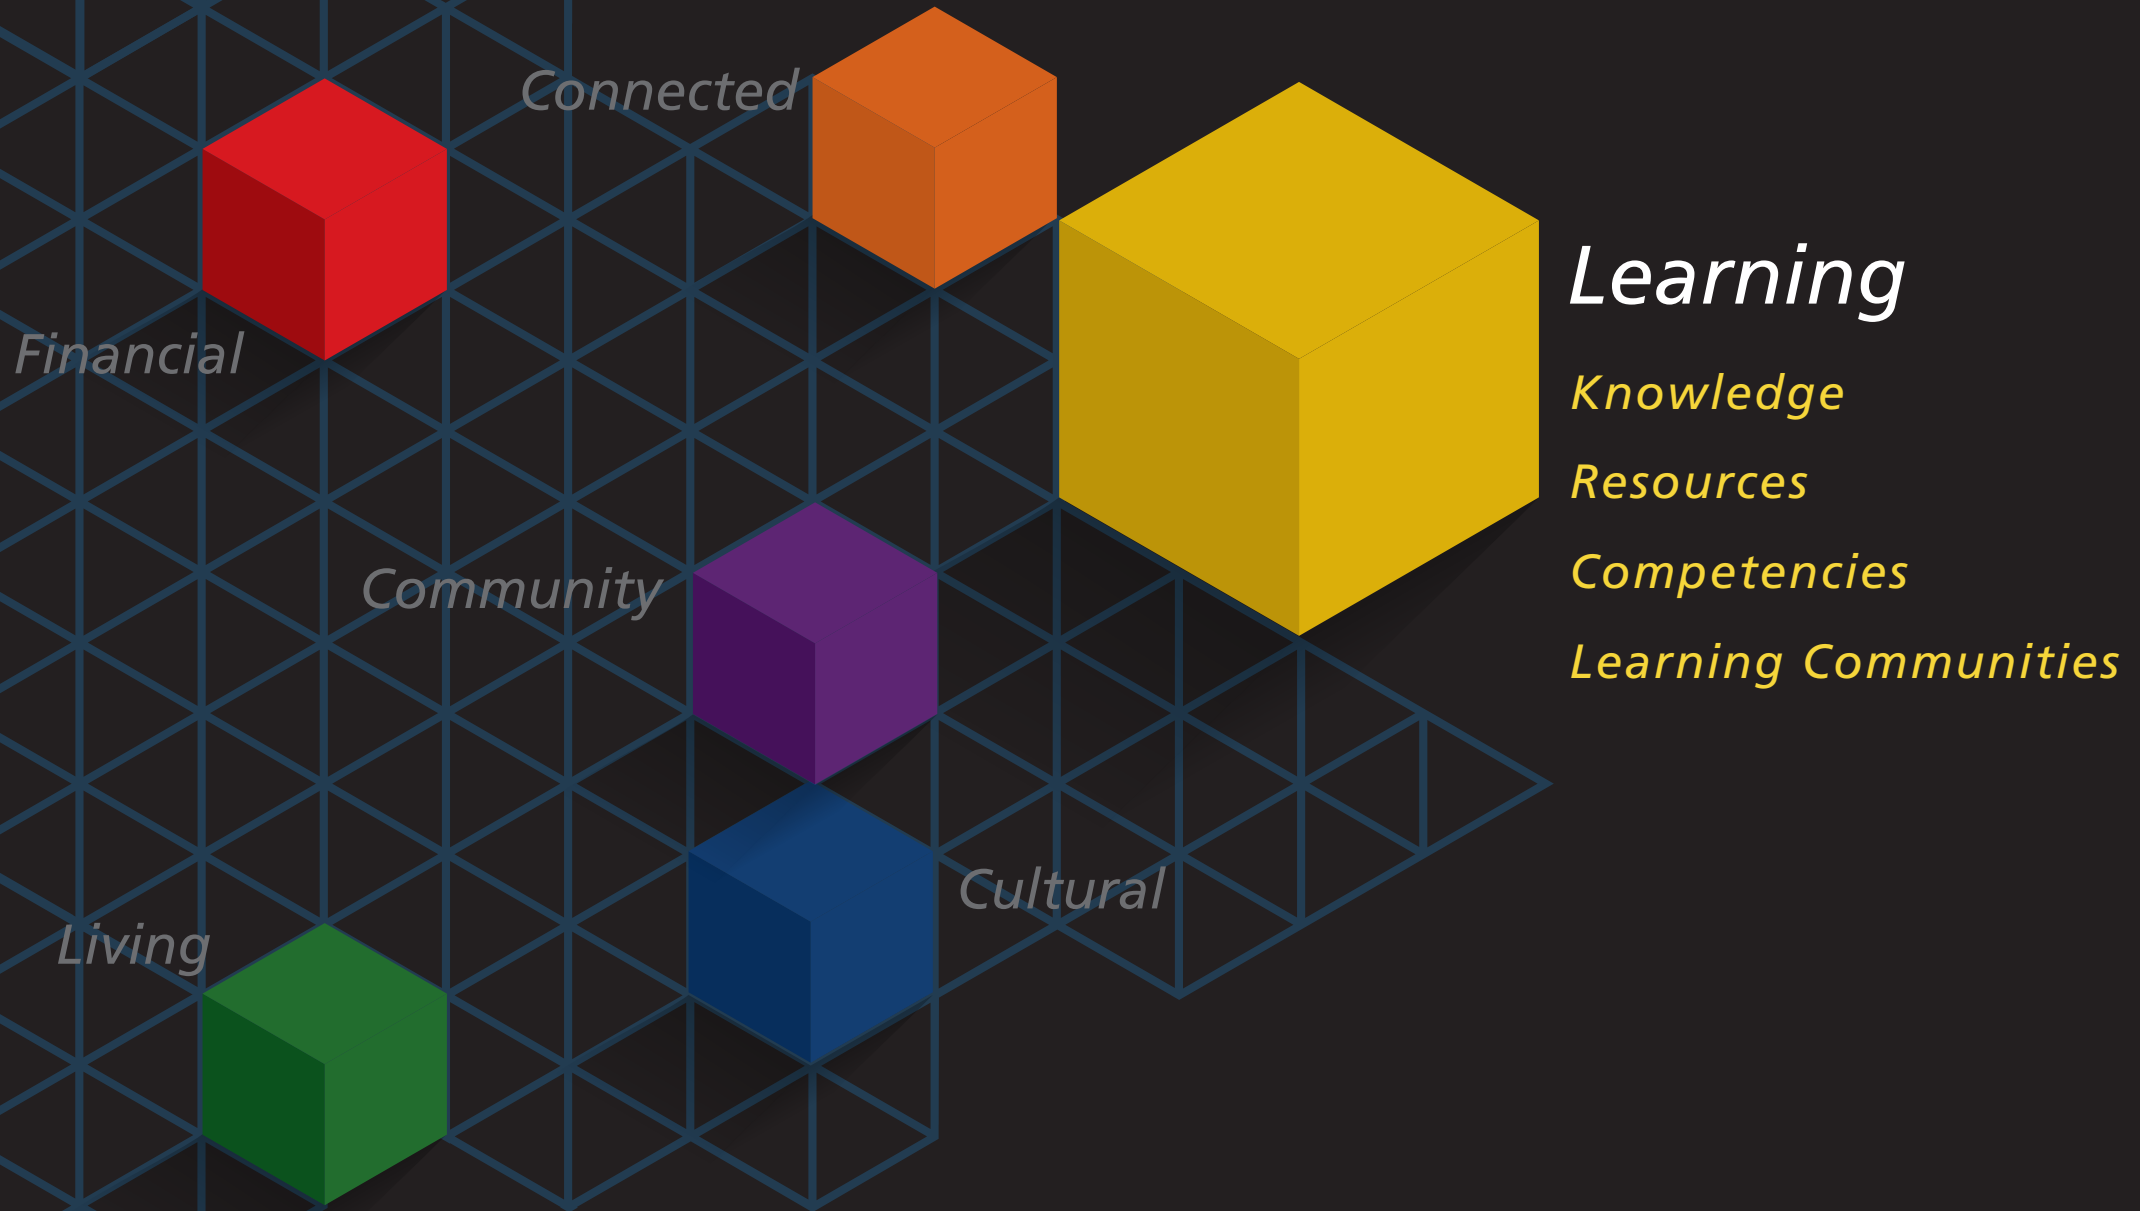 Connected
Financial
Learning
Knowledge
Resources
Competencies
Learning Communities
Community
Cultural
Living